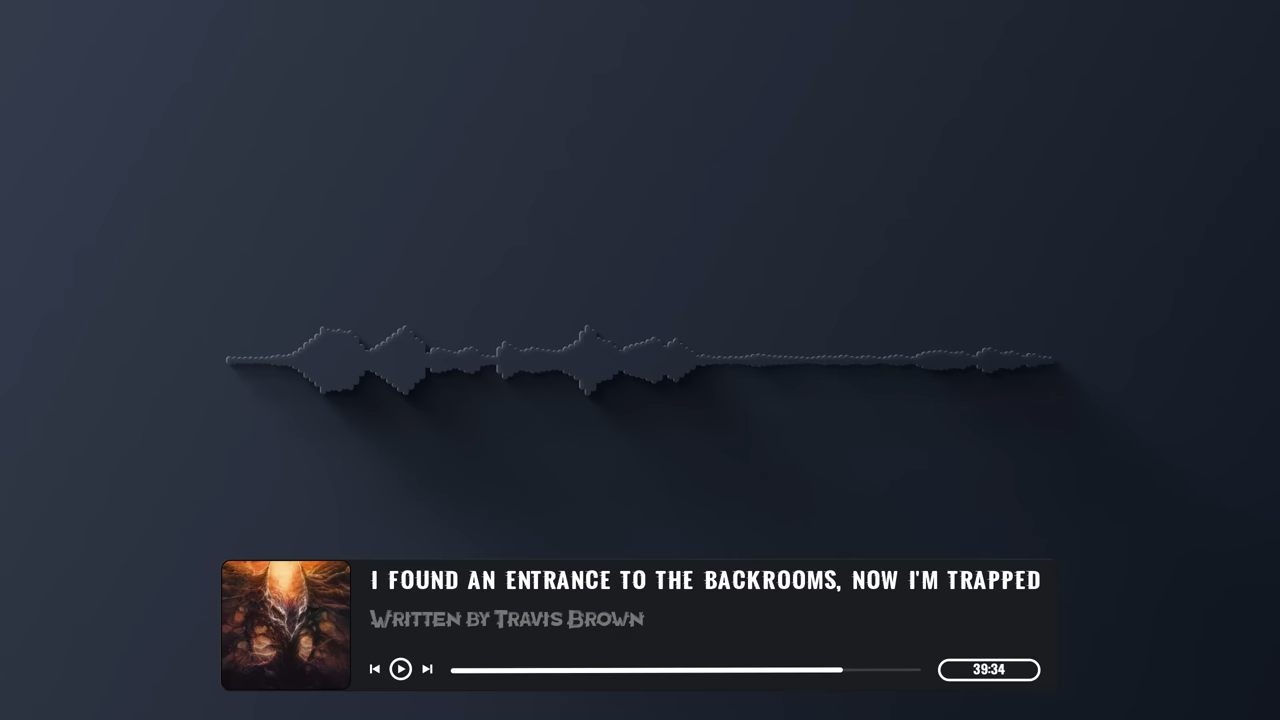 I FOUND AN ENTRANCE TO THE BACKROOMS, NOW I'M TRAPPED
WRITTEN BY TRAVIS BROWN
39:34